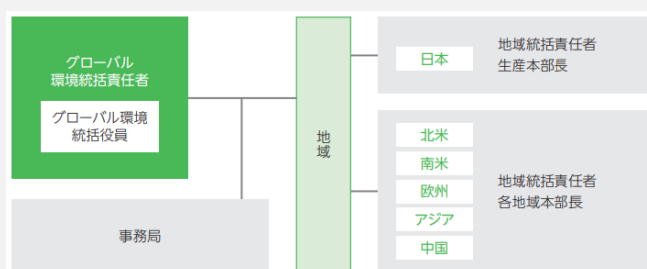 グローバル
環境統括責任者
グローバル環境
統括役員
事務局
地域
日本
地域統括責任者
生産本部長
北米
南米
欧州
アジア
中国
地域統括責任者
各地域本部長